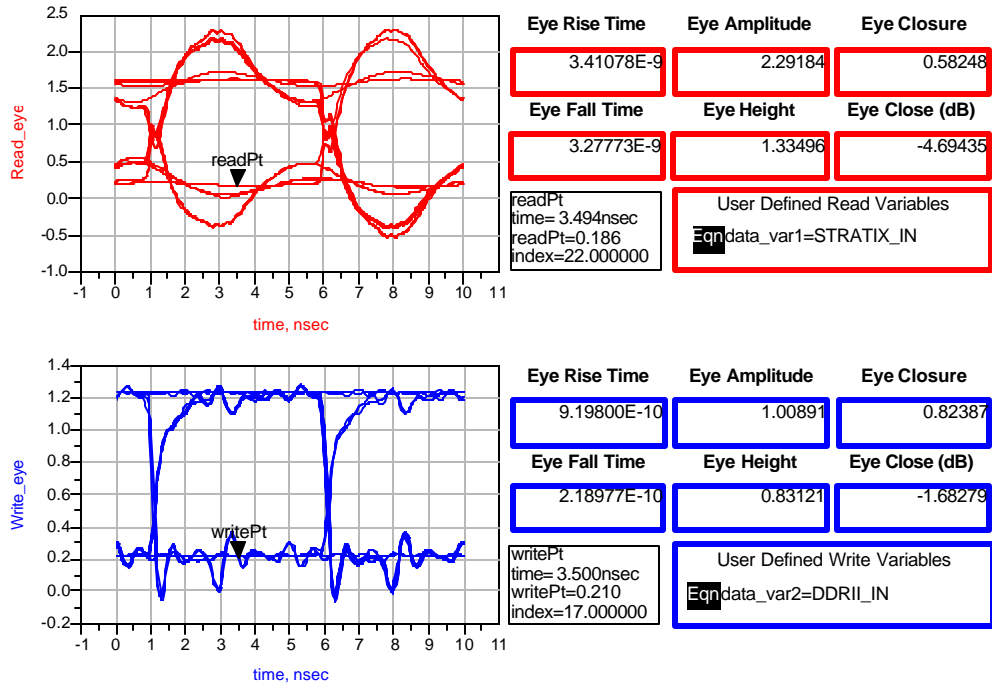 2.5
2.0
1.5
1.0
0.5
0.0
-0.5
-1.0
Read_eye
readPt
-1 0 1 2 3 4 5 6 7 8 9 10 11
time, nsec
Eye Rise Time Eye Amplitude Eye Closure
3.41078E-9 2.29184 0.58248
Eye Fall Time Eye Height Eye Close (dB)
3.27773E-9 1.33496 -4.69435
readPt
time= 3.494nsec
readPt=0.186
index=22.000000
User Defined Read Variables
Eqn data_var1=STRATIX_IN
1.4
1.2
1.0
0.8
0.6
0.4
0.2
0.0
-0.2
Write_eye
writePt
-1 0 1 2 3 4 5 6 7 8 9 10 11
time, nsec
Eye Rise Time Eye Amplitude Eye Closure
9.19800E-10 1.00891 0.82387
Eye Fall Time Eye Height Eye Close (dB)
2.18977E-10 0.83121 -1.68279
writePt
time= 3.500nsec
writePt=0.210
index=17.000000
User Defined Write Variables
Eqn data_var2=DDRII_IN